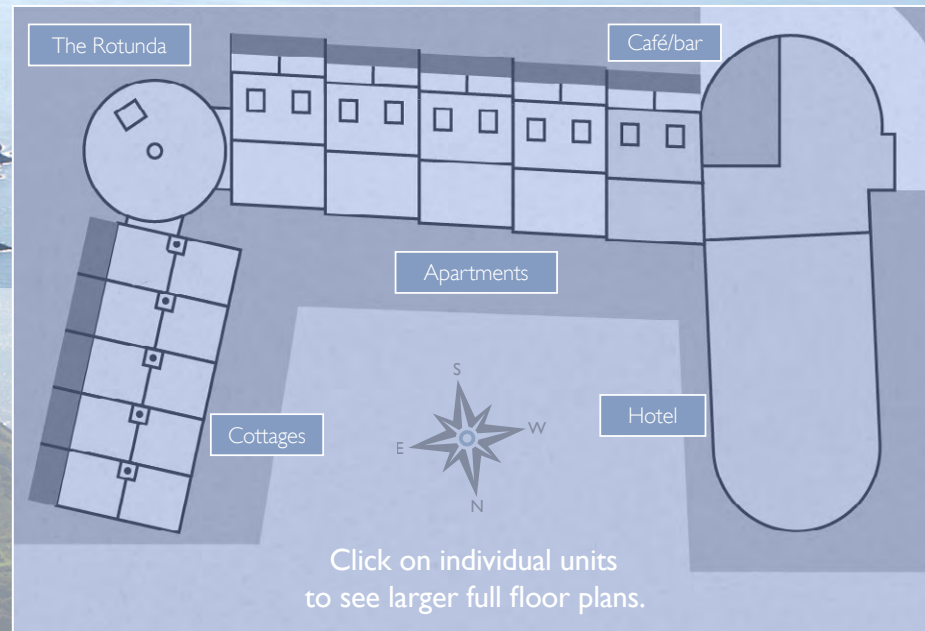 The Rotunda
Café/bar
Apartments
S
W
E
N
Hotel
Cottages
Click on individual units
to see larger full floor plans.